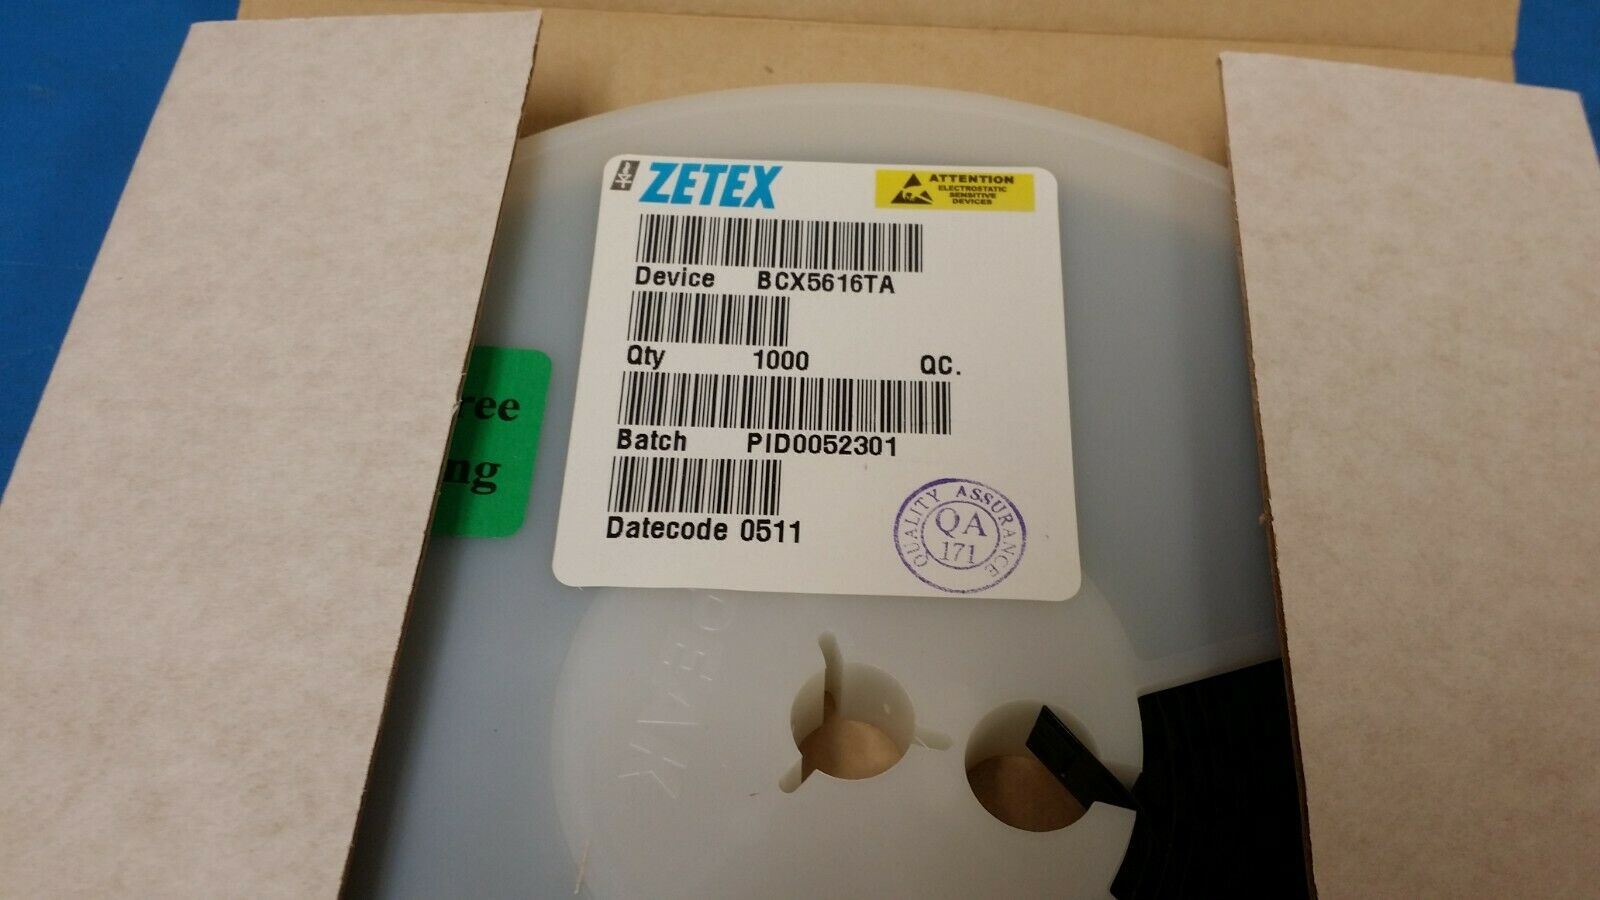 ZETEX
ATTENTION
ELECTROSTATIC
SENSITIVE
DEVICES
Device BCX5616TA
Qty 1000 QC.
Batch PID0052301
Datecode 0511
QUALITY ASSURANCE
QA
171
ree
ng